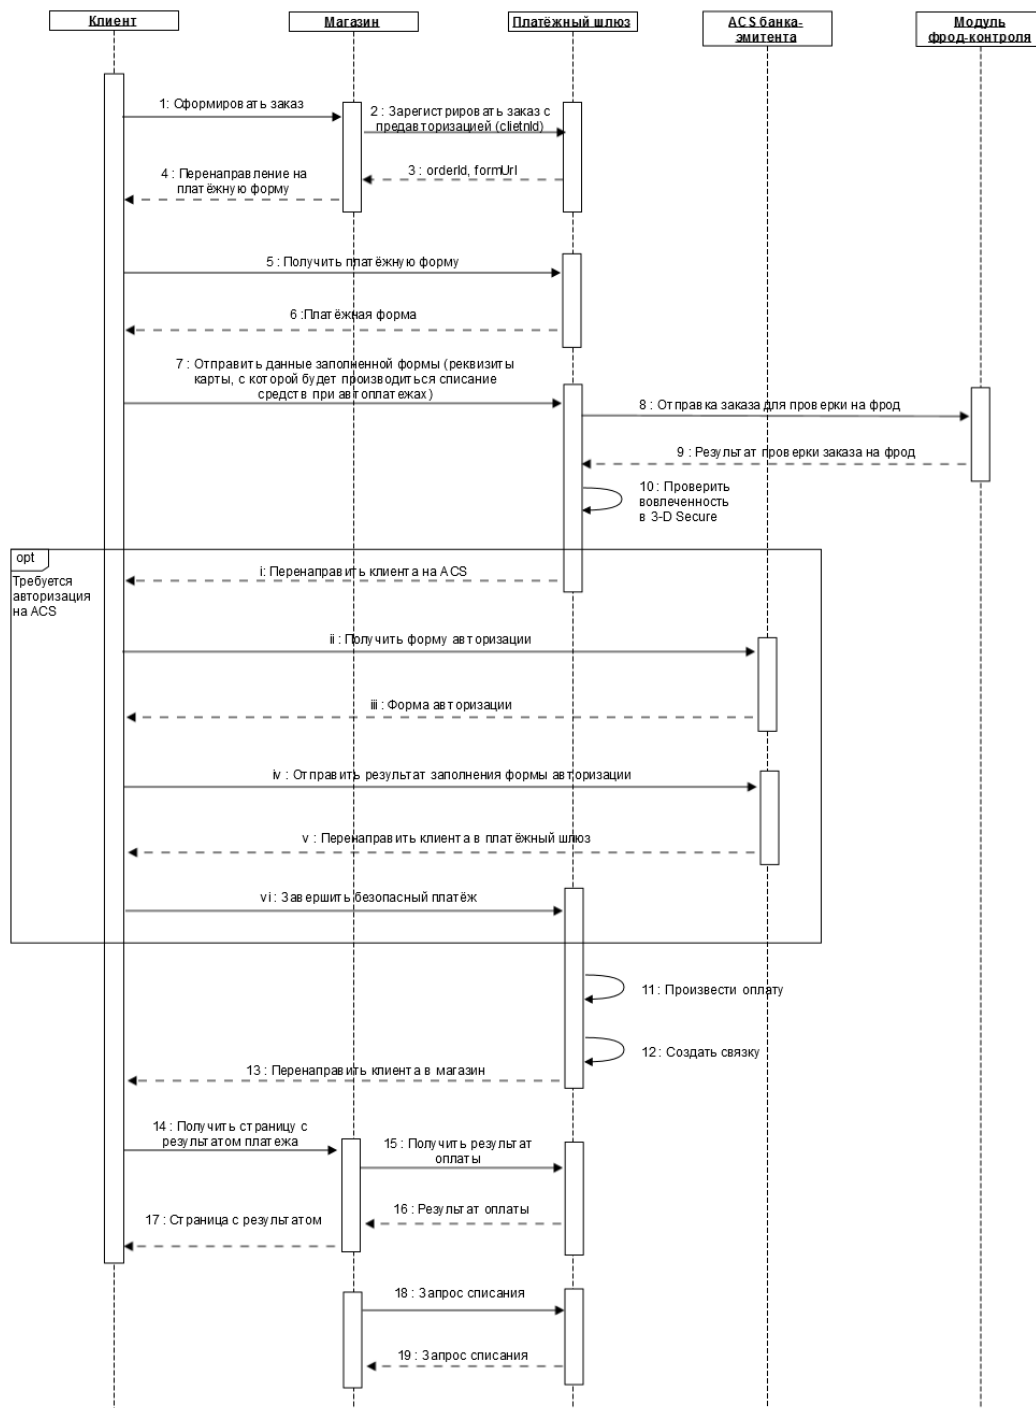 Клиент
Магазин
Платёжный шлюз
ACS банка-
эмитента
Модуль
фрод-контроля
1: Сформировать заказ
2 : Зарегистрировать заказ с
предавторизацией (clietnId)
3 : orderId, formUrl
4 : Перенаправление на
платёжную форму
5 : Получить платёжную форму
6 :Платёжная форма
7 : Отправить данные заполненной формы (реквизиты
карты, с которой будет производиться списание
средств при автоплатежах)
8 : Отправка заказа для проверки на фрод
9 : Результат проверки заказа на фрод
10 : Проверить
вовлеченность
в 3-D Secure
opt
Требуется
авторизация
на ACS
i: Перенаправить клиента на ACS
ii : Получить форму авторизации
iii : Форма авторизации
iv : Отправить результат заполнения формы авторизации
v : Перенаправить клиента в платёжный шлюз
vi : Завершить безопасный платёж
11 : Произвести оплату
12 : Создать связку
13 : Перенаправить клиента в магазин
14 : Получить страницу с
результатом платежа
15 : Получить результат
оплаты
16 : Результат оплаты
17 : Страница с результатом
18 : Запрос списания
19 : Запрос списания